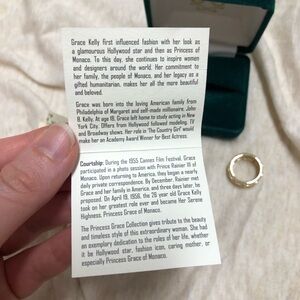 Grace Kelly first influenced fashion with her look as
a glamourous Hollywood star and then as Princess of
Monaco. To this day, she continues to inspire women
and designers around the world. Her commitment to
her family, the people of Monaco, and her legacy as a
gifted humanitarian, makes her all the more beautiful
and beloved.
Grace was born into the loving American family from
Philadelphia of Margaret and self-made millionaire, John
B. Kelly. At age 18, Grace left home to study acting in New
York City. Offers from Hollywood followed modeling, TV
and Broadway shows. Her role in 'The Country Girl' would
make her an Academy Award Winner for Best Actress.
Courtship: During the 1955 Cannes Film Festival, Grace
participated in a photo session with Prince Rainier III of
Monaco. Upon returning to America, they began a nearly
daily private correspondence. By December, Rainier met
Grace and her family in America, and three days later, he
proposed. On April 19, 1956, the 26 year old Grace Kelly
took on her greatest role ever and became Her Serene
Highness, Princess Grace of Monaco.
The Princess Grace Collection gives tribute to the beauty
and timeless style of this extraordinary woman. She had
an exemplary dedication to the roles of her life, whether
it be Hollywood star, fashion icon, caring mother, or
especially Princess Grace of Monaco.